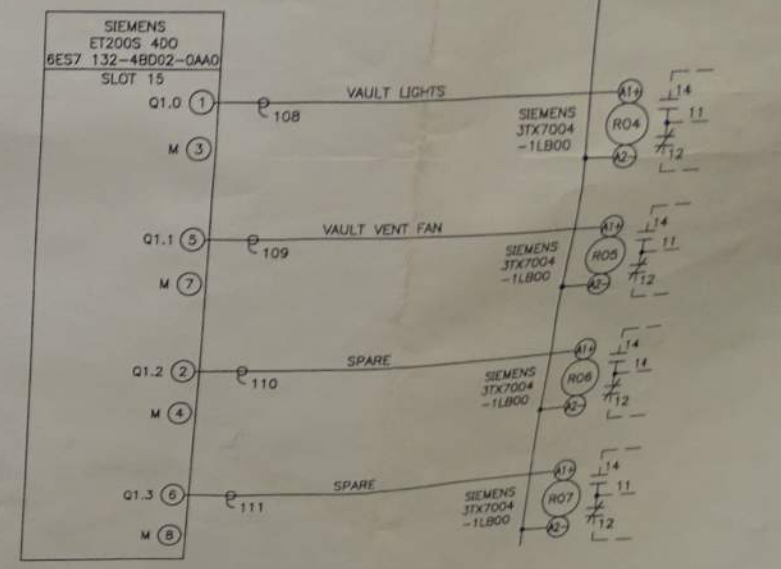 SIEMENS
ET200S 4DO
6ES7 132-4BD02-0AA0
SLOT 15
Q1.0 1
108
VAULT LIGHTS
SIEMENS
3TX7004
-1LB00
A1+
R04
A2-
14
11
12
M 3
Q1.1 5
109
VAULT VENT FAN
SIEMENS
3TX7004
-1LB00
A1+
R05
A2-
14
11
12
M 7
Q1.2 2
110
SPARE
SIEMENS
3TX7004
-1LB00
A1+
R06
A2-
14
14
12
M 4
Q1.3 6
111
SPARE
SIEMENS
3TX7004
-1LB00
A1+
R07
A2-
14
11
12
M 8